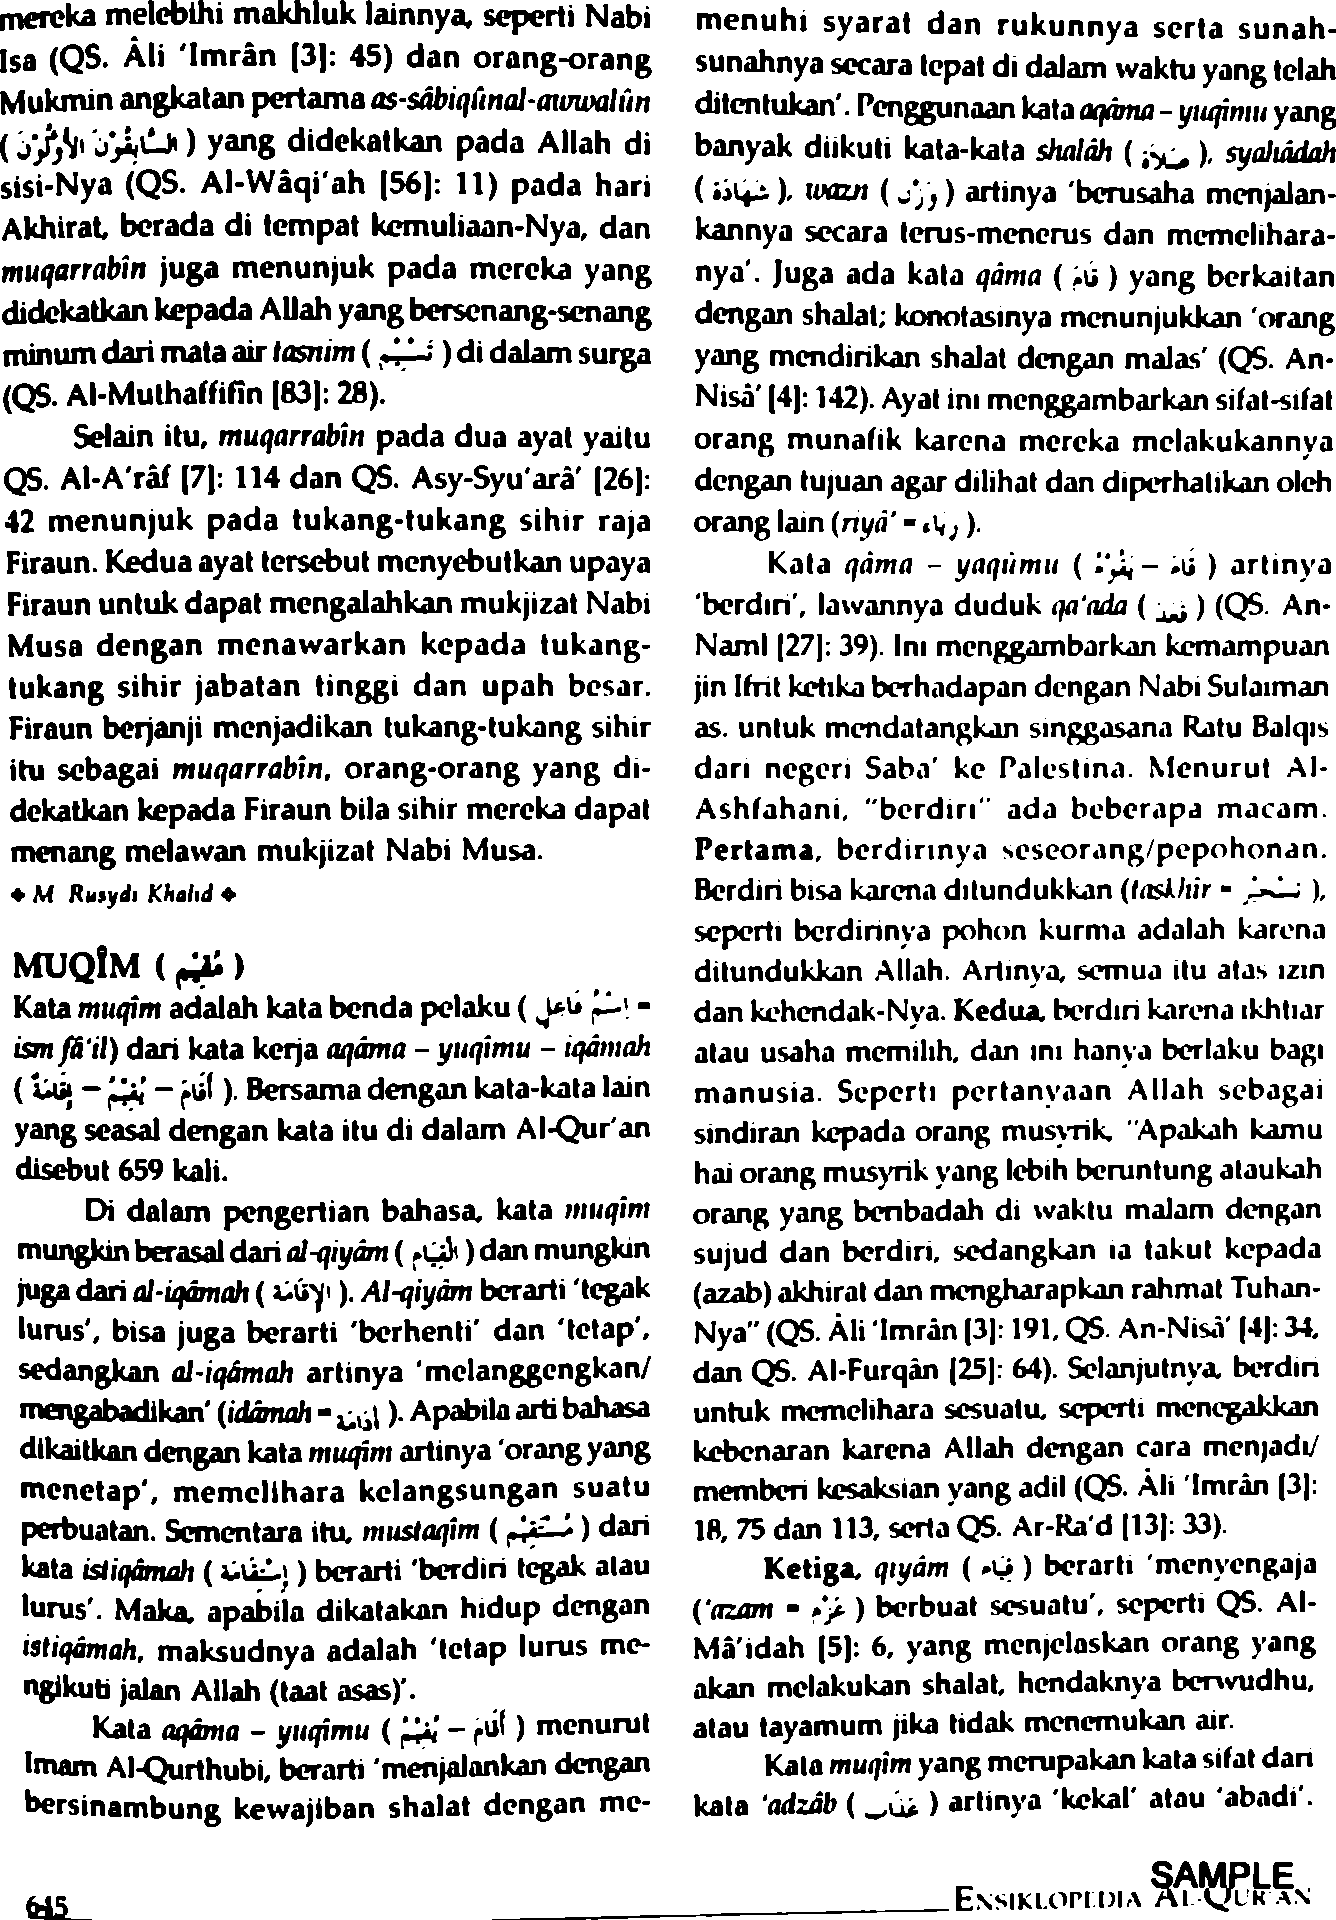 mereka melebihi makhluk lainnya, seperti Nabi
Isa (QS. Âli 'Imrân [3]: 45) dan orang-orang
Mukmin angkatan pertama as-sâbiqûnal-awwalûn
(السَّابِقُوْنَ الأَوَّلُوْنَ) yang didekatkan pada Allah di
sisi-Nya (QS. Al-Wâqi'ah [56]: 11) pada hari
Akhirat, berada di tempat kemuliaan-Nya, dan
muqarrabîn juga menunjuk pada mereka yang
didekatkan kepada Allah yang bersenang-senang
minum dari mata air tasnim (تَسْنِيْم) di dalam surga
(QS. Al-Muthaffifîn [83]: 28).
Selain itu, muqarrabîn pada dua ayat yaitu
QS. Al-A'râf [7]: 114 dan QS. Asy-Syu'arâ' [26]:
42 menunjuk pada tukang-tukang sihir raja
Firaun. Kedua ayat tersebut menyebutkan upaya
Firaun untuk dapat mengalahkan mukjizat Nabi
Musa dengan menawarkan kepada tukang-
tukang sihir jabatan tinggi dan upah besar.
Firaun berjanji menjadikan tukang-tukang sihir
itu sebagai muqarrabîn, orang-orang yang di-
dekatkan kepada Firaun bila sihir mereka dapat
menang melawan mukjizat Nabi Musa.
♦ M Rusydi Khalid ♦
MUQÎM (مُقِيْم)
Kata muqîm adalah kata benda pelaku (إِسْمُ فَاعِل =
ism fâ'il) dari kata kerja aqâma – yuqîmu – iqâmah
(أَقَامَ – يُقِيْمُ – إِقَامَةً). Bersama dengan kata-kata lain
yang seasal dengan kata itu di dalam Al-Qur'an
disebut 659 kali.
Di dalam pengertian bahasa, kata muqîm
mungkin berasal dari al-qiyâm (القِيَام) dan mungkin
juga dari al-iqâmah (الإِقَامَة). Al-qiyâm berarti 'tegak
lurus', bisa juga berarti 'berhenti' dan 'tetap',
sedangkan al-iqâmah artinya 'melanggengkan/
mengabadikan' (idâmah = إِدَامَة). Apabila arti bahasa
dikaitkan dengan kata muqîm artinya 'orang yang
menetap', memelihara kelangsungan suatu
perbuatan. Sementara itu, mustaqîm (مُسْتَقِيْم) dari
kata istiqâmah (إِسْتِقَامَة) berarti 'berdiri tegak atau
lurus'. Maka, apabila dikatakan hidup dengan
istiqâmah, maksudnya adalah 'tetap lurus me-
ngikuti jalan Allah (taat asas)'.
Kata aqâma – yuqîmu (أَقَامَ – يُقِيْمُ) menurut
Imam Al-Qurthubi, berarti 'menjalankan dengan
bersinambung kewajiban shalat dengan me-
menuhi syarat dan rukunnya serta sunah-
sunahnya secara tepat di dalam waktu yang telah
ditentukan'. Penggunaan kata aqâma – yuqîmu yang
banyak diikuti kata-kata shalâh (صَلاَة), syahâdah
(شَهَادَة), wazn (وَزْن) artinya 'berusaha menjalan-
kannya secara terus-menerus dan memelihara-
nya'. Juga ada kata qâma (قَامَ) yang berkaitan
dengan shalat; konotasinya menunjukkan 'orang
yang mendirikan shalat dengan malas' (QS. An-
Nisâ' [4]: 142). Ayat ini menggambarkan sifat-sifat
orang munafik karena mereka melakukannya
dengan tujuan agar dilihat dan diperhatikan oleh
orang lain (riyâ' = رِيَاء).
Kata qâma – yaqûmu (قَامَ – يَقُوْمُ) artinya
'berdiri', lawannya duduk qa'ada (قَعَدَ) (QS. An-
Naml [27]: 39). Ini menggambarkan kemampuan
jin Ifrit ketika berhadapan dengan Nabi Sulaiman
as. untuk mendatangkan singgasana Ratu Balqis
dari negeri Saba' ke Palestina. Menurut Al-
Ashfahani, "berdiri" ada beberapa macam.
Pertama, berdirinya seseorang/pepohonan.
Berdiri bisa karena ditundukkan (taskhir = تَسْخِيْر),
seperti berdirinya pohon kurma adalah karena
ditundukkan Allah. Artinya, semua itu atas izin
dan kehendak-Nya. Kedua, berdiri karena ikhtiar
atau usaha memilih, dan ini hanya berlaku bagi
manusia. Seperti pertanyaan Allah sebagai
sindiran kepada orang musyrik, "Apakah kamu
hai orang musyrik yang lebih beruntung ataukah
orang yang beribadah di waktu malam dengan
sujud dan berdiri, sedangkan ia takut kepada
(azab) akhirat dan mengharapkan rahmat Tuhan-
Nya" (QS. Âli 'Imrân [3]: 191, QS. An-Nisâ' [4]: 34,
dan QS. Al-Furqân [25]: 64). Selanjutnya, berdiri
untuk memelihara sesuatu, seperti menegakkan
kebenaran karena Allah dengan cara menjadi/
memberi kesaksian yang adil (QS. Âli 'Imrân [3]:
18, 75 dan 113, serta QS. Ar-Ra'd [13]: 33).
Ketiga, qiyâm (قِيَام) berarti 'menyengaja
('azam = عَزْم) berbuat sesuatu', seperti QS. Al-
Mâ'idah [5]: 6, yang menjelaskan orang yang
akan melakukan shalat, hendaknya berwudhu,
atau tayamum jika tidak menemukan air.
Kata muqîm yang merupakan kata sifat dari
kata 'adzâb (عَذَاب) artinya 'kekal' atau 'abadi'.
SAMPLE
645
ENSIKLOPEDIA AL-QUR'AN